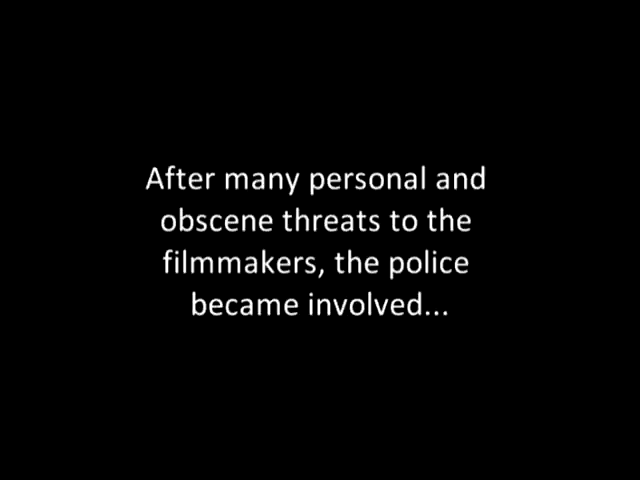 After many personal and
obscene threats to the
filmmakers, the police
became involved...